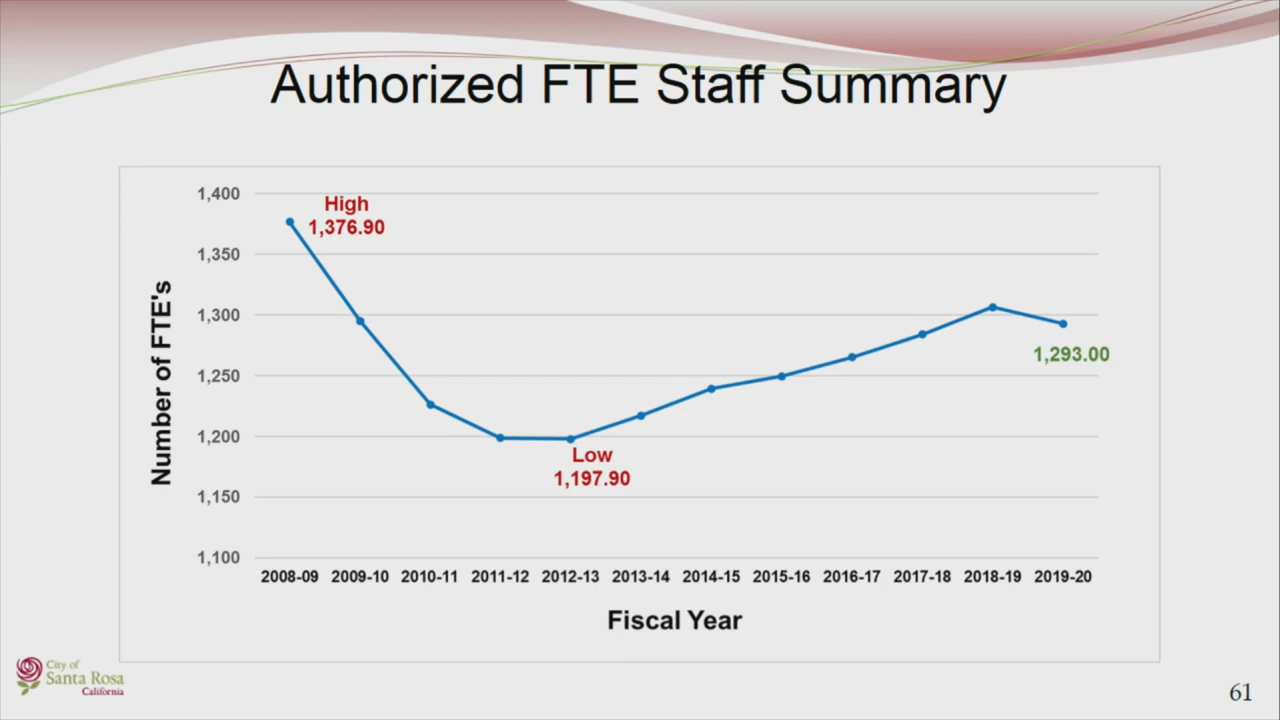 Authorized FTE Staff Summary
1,400
1,350
1,300
1,250
1,200
1,150
1,100
Number of FTE's
High
1,376.90
Low
1,197.90
1,293.00
2008-09 2009-10 2010-11 2011-12 2012-13 2013-14 2014-15 2015-16 2016-17 2017-18 2018-19 2019-20
Fiscal Year
City of
Santa Rosa
California
61